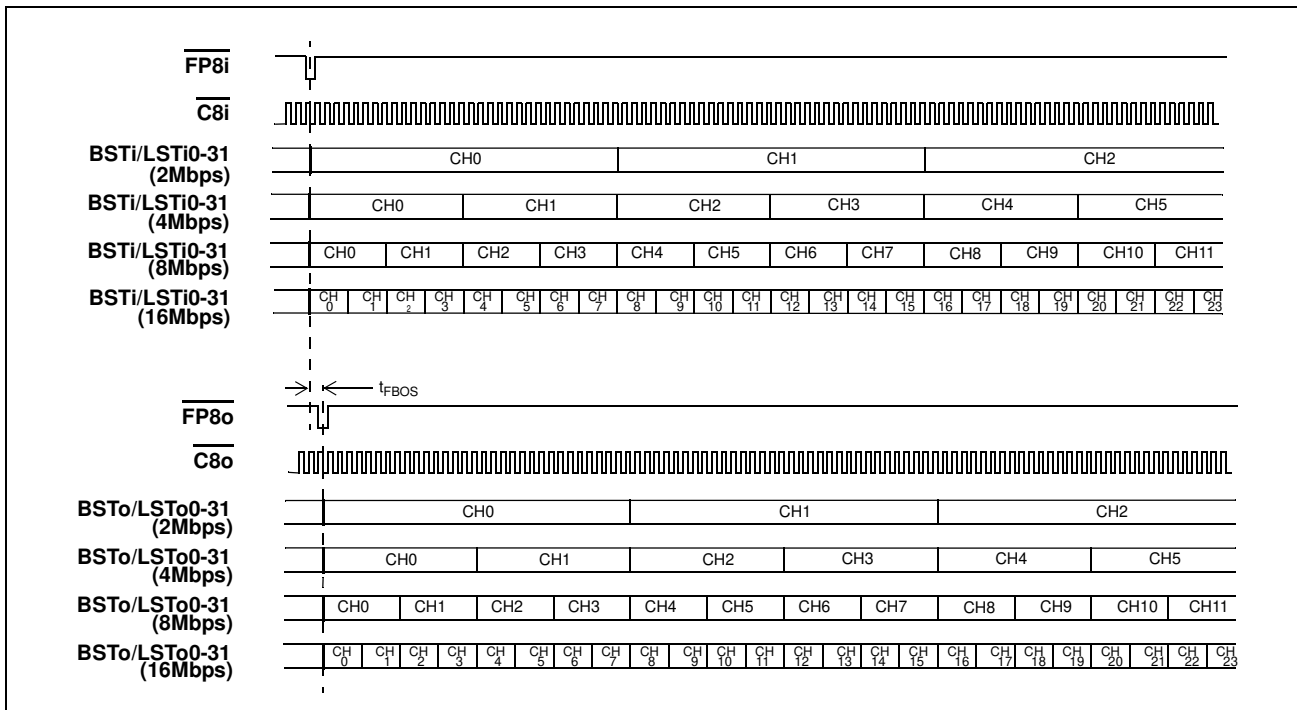 FP8i
C8i
BSTi/LSTi0-31
(2Mbps)
CH0 CH1 CH2
BSTi/LSTi0-31
(4Mbps)
CH0 CH1 CH2 CH3 CH4 CH5
BSTi/LSTi0-31
(8Mbps)
CH0 CH1 CH2 CH3 CH4 CH5 CH6 CH7 CH8 CH9 CH10 CH11
BSTi/LSTi0-31
(16Mbps)
CH CH CH CH CH CH CH CH CH CH CH CH CH CH CH CH CH CH CH CH CH CH CH CH
0 1 2 3 4 5 6 7 8 9 10 11 12 13 14 15 16 17 18 19 20 21 22 23
tFBOS
FP8o
C8o
BSTo/LSTo0-31
(2Mbps)
CH0 CH1 CH2
BSTo/LSTo0-31
(4Mbps)
CH0 CH1 CH2 CH3 CH4 CH5
BSTo/LSTo0-31
(8Mbps)
CH0 CH1 CH2 CH3 CH4 CH5 CH6 CH7 CH8 CH9 CH10 CH11
BSTo/LSTo0-31
(16Mbps)
CH CH CH CH CH CH CH CH CH CH CH CH CH CH CH CH CH CH CH CH CH CH CH CH
0 1 2 3 4 5 6 7 8 9 10 11 12 13 14 15 16 17 18 19 20 21 22 23